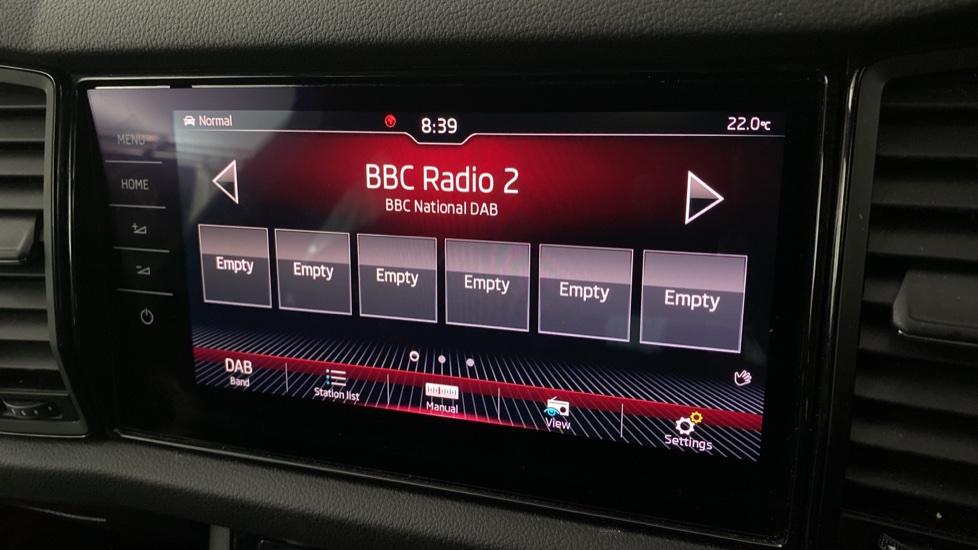 MENU
HOME
Normal
8:39
22.0°C
BBC Radio 2
BBC National DAB
Empty Empty Empty Empty Empty Empty
DAB
Band
Station list
Manual
View
Settings